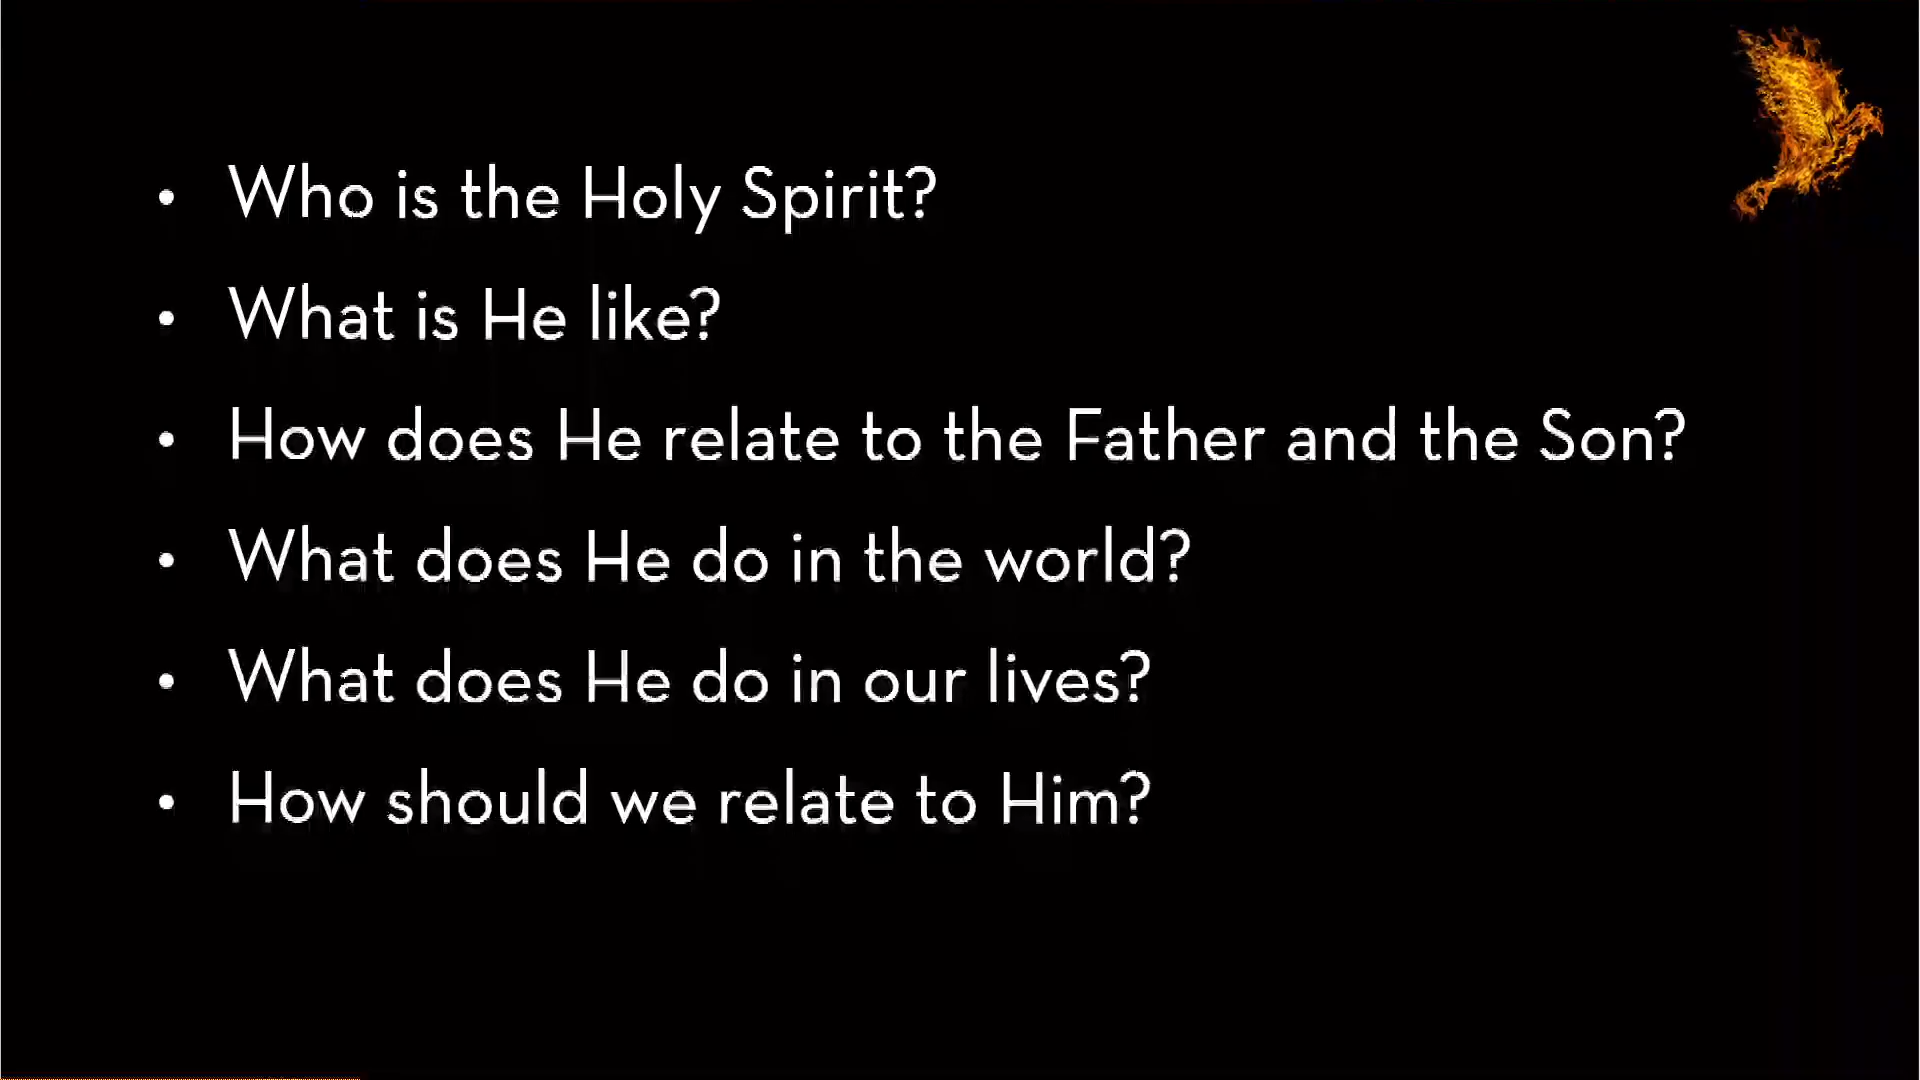 • Who is the Holy Spirit?
• What is He like?
• How does He relate to the Father and the Son?
• What does He do in the world?
• What does He do in our lives?
• How should we relate to Him?